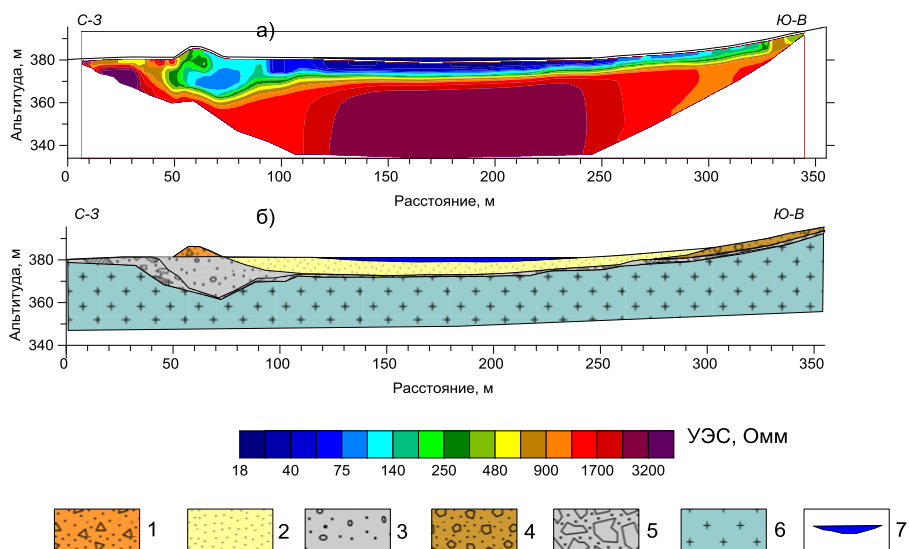 С-З
а)
Ю-В
Альтитуда, м
380
360
340
0 50 100 150 200 250 300 350
Расстояние, м
С-З
б)
Ю-В
Альтитуда, м
380
360
340
0 50 100 150 200 250 300 350
Расстояние, м
УЭС, Омм
18 40 75 140 250 480 900 1700 3200
1 2 3 4 5 6 7